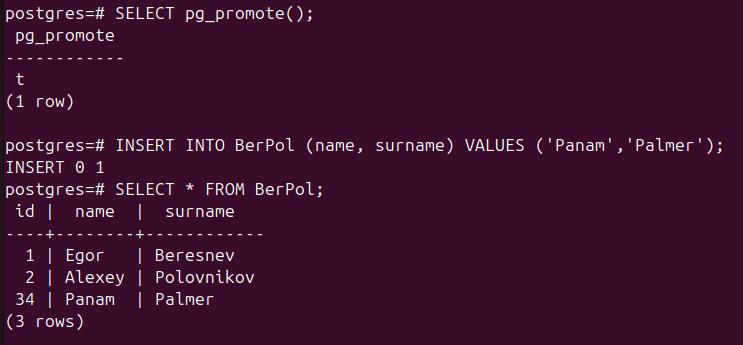 postgres=# SELECT pg_promote();
 pg_promote
------------
 t
(1 row)

postgres=# INSERT INTO BerPol (name, surname) VALUES ('Panam','Palmer');
INSERT 0 1
postgres=# SELECT * FROM BerPol;
 id |  name  |  surname
----+--------+------------
  1 | Egor   | Beresnev
  2 | Alexey | Polovnikov
 34 | Panam  | Palmer
(3 rows)